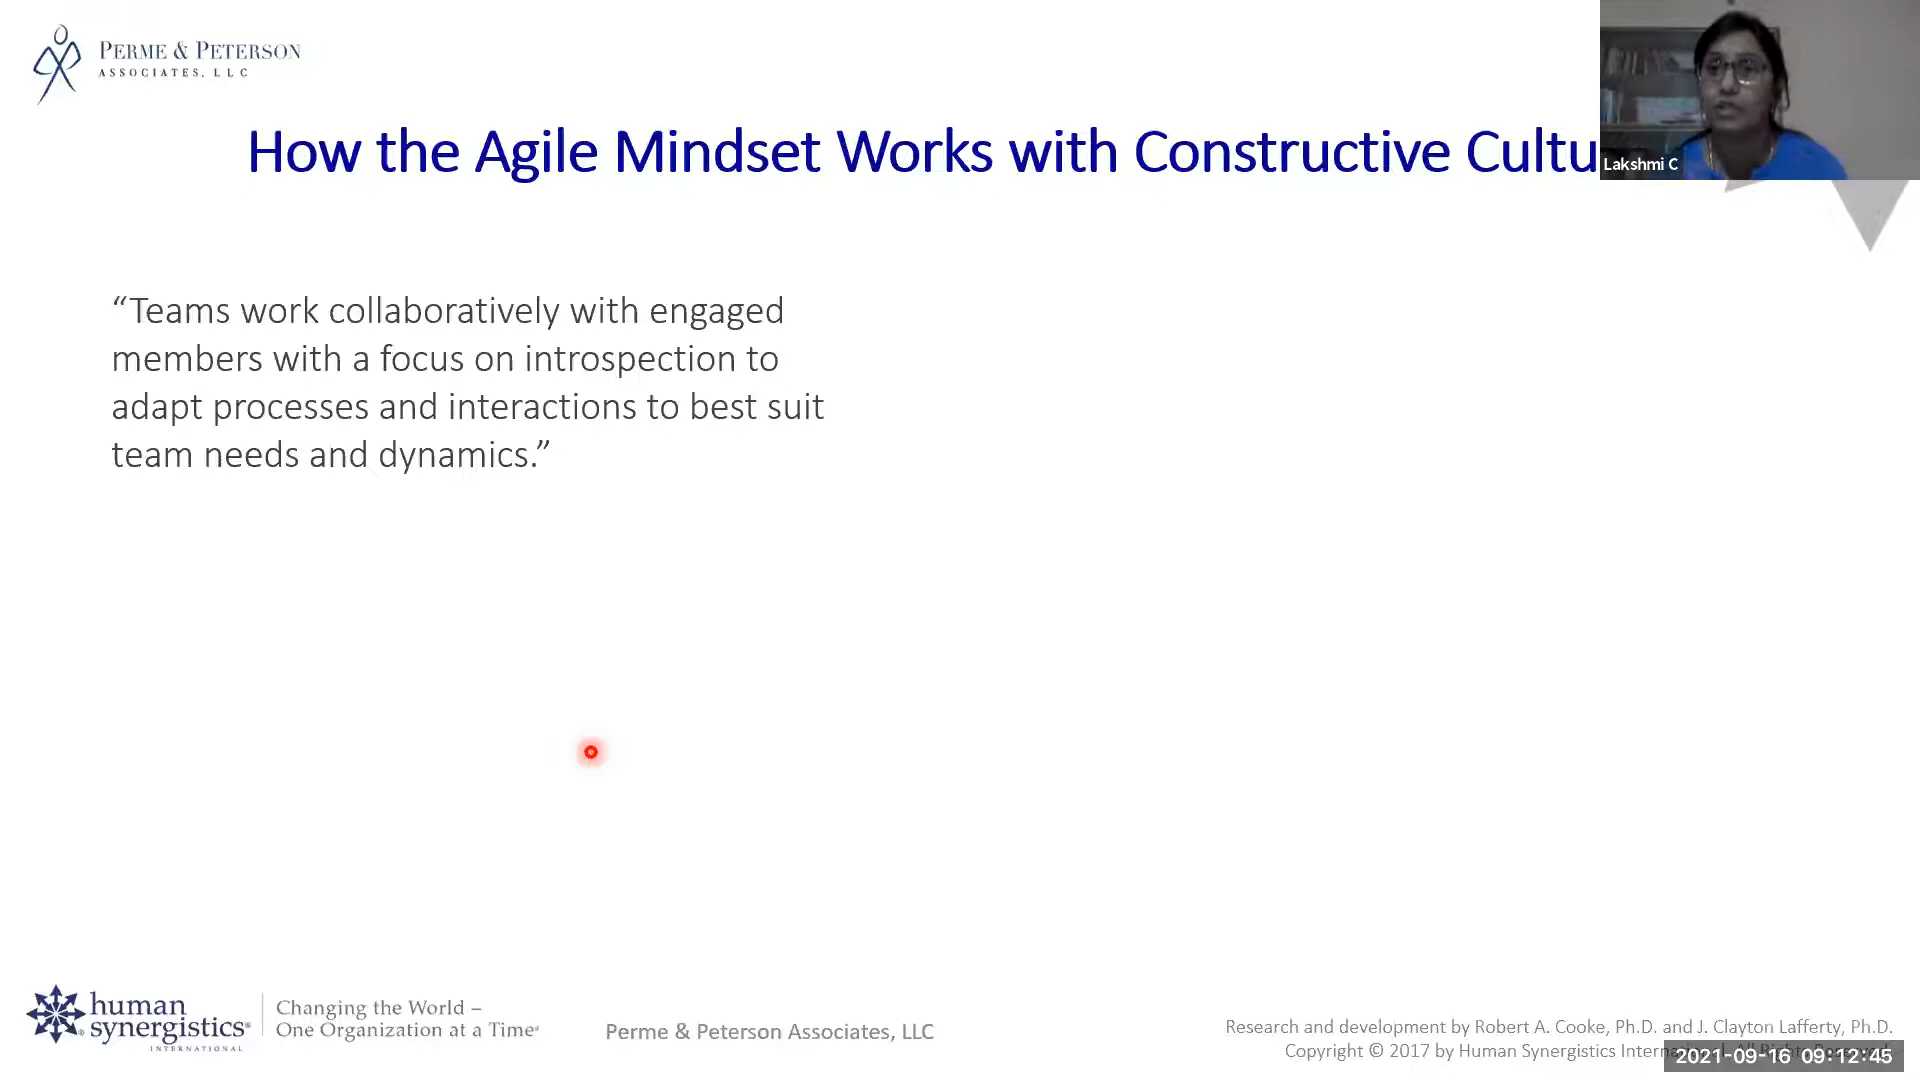 PERME & PETERSON
ASSOCIATES, LLC
How the Agile Mindset Works with Constructive Cultu
Lakshmi C
“Teams work collaboratively with engaged
members with a focus on introspection to
adapt processes and interactions to best suit
team needs and dynamics.”
human
synergistics®
INTERNATIONAL
Changing the World –
One Organization at a Time®
Perme & Peterson Associates, LLC
Research and development by Robert A. Cooke, Ph.D. and J. Clayton Lafferty, Ph.D.
Copyright © 2017 by Human Synergistics Internati
2021-09-16 09:12:45